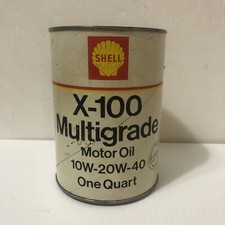 SHELL
X-100
Multigrade
Motor Oil
10W-20W-40
One Quart